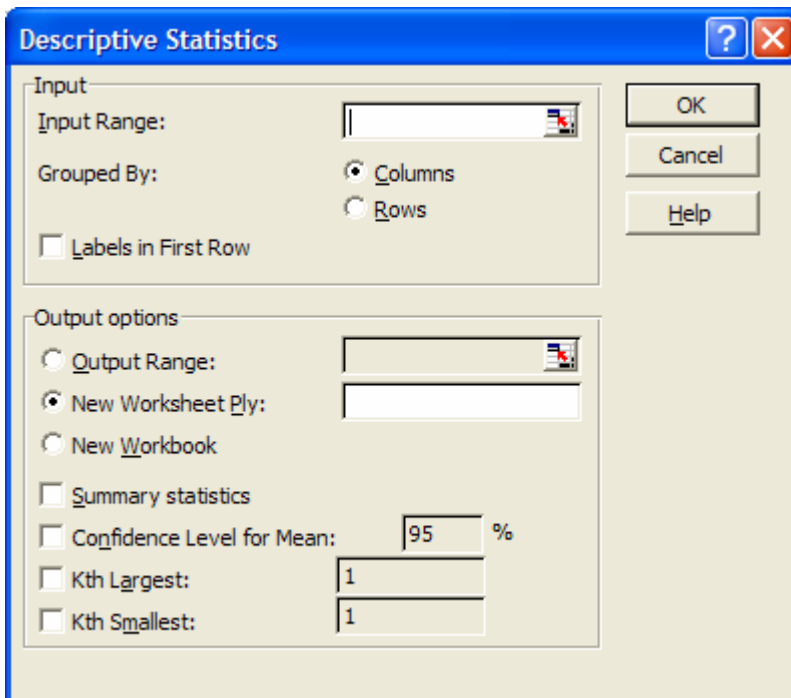 Descriptive Statistics
Input
Input Range:
Grouped By:
Columns
Rows
Labels in First Row
OK
Cancel
Help
Output options
Output Range:
New Worksheet Ply:
New Workbook
Summary statistics
Confidence Level for Mean: 95 %
Kth Largest: 1
Kth Smallest: 1